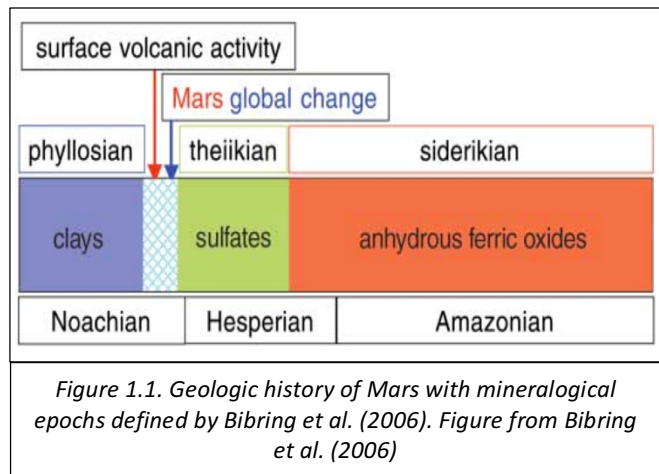 surface volcanic activity
Mars global change
phyllosian theiikian siderikian
clays sulfates anhydrous ferric oxides
Noachian Hesperian Amazonian
Figure 1.1. Geologic history of Mars with mineralogical
epochs defined by Bibring et al. (2006). Figure from Bibring
et al. (2006)